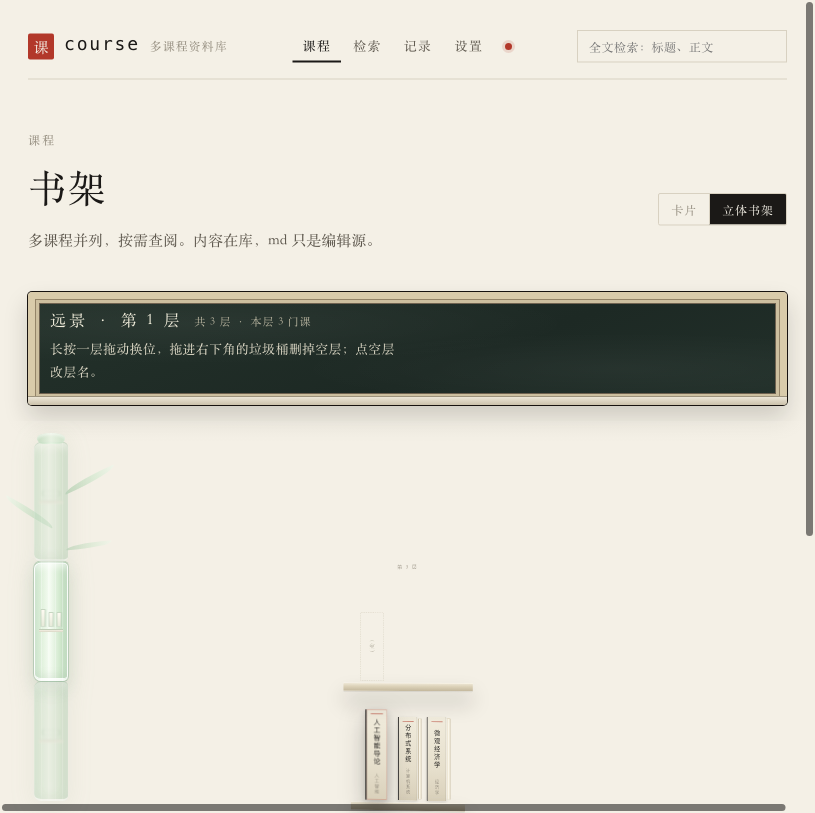 课 course 多课程资料库
课程 检索 记录 设置
全文检索：标题、正文
课程
书架
卡片 立体书架
多课程并列，按需查阅。内容在库，md 只是编辑源。
远景 · 第 1 层 共 3 层 · 本层 3 门课
长按一层拖动换位，拖进右下角的垃圾桶删掉空层；点空层
改层名。
人工智能导论
分布式系统
微观经济学